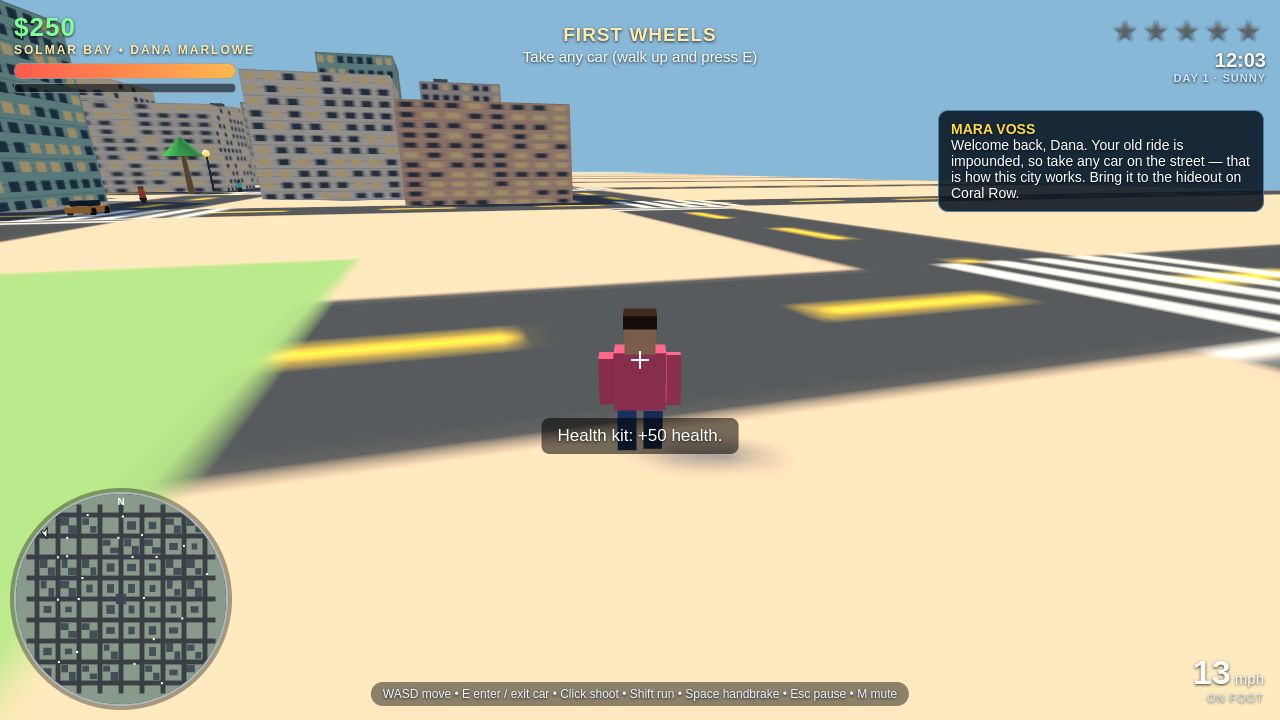 $250
SOLMAR BAY • DANA MARLOWE
FIRST WHEELS
Take any car (walk up and press E)
12:03
DAY 1 · SUNNY
MARA VOSS
Welcome back, Dana. Your old ride is
impounded, so take any car on the street — that
is how this city works. Bring it to the hideout on
Coral Row.
Health kit: +50 health.
N
WASD move • E enter / exit car • Click shoot • Shift run • Space handbrake • Esc pause • M mute
13 mph
ON FOOT